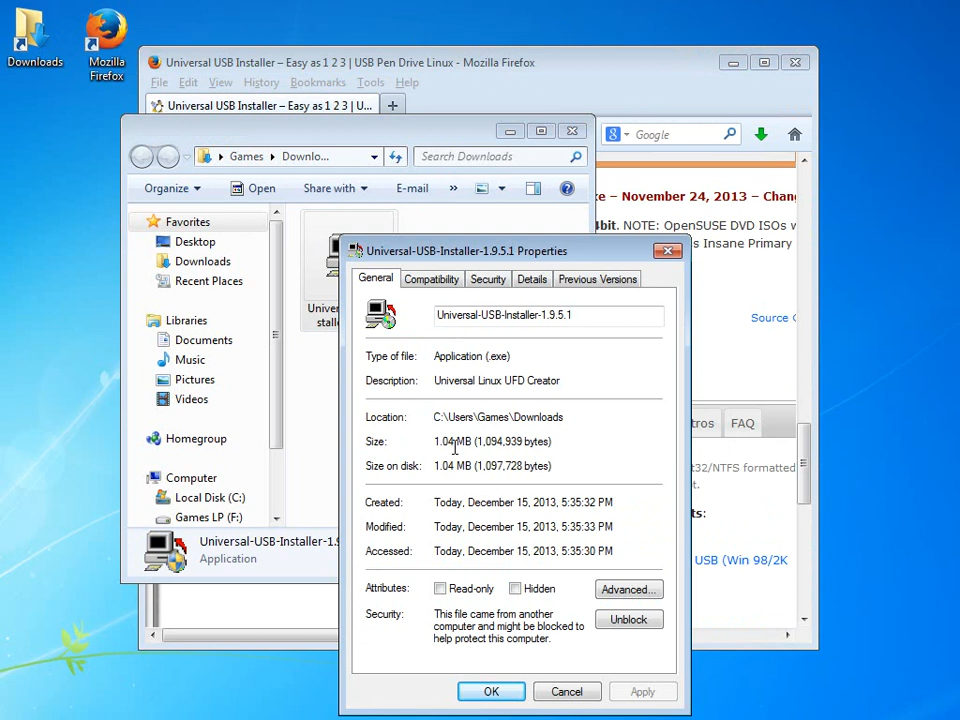 Downloads
Mozilla
Firefox
Universal USB Installer – Easy as 1 2 3 | USB Pen Drive Linux - Mozilla Firefox
File Edit View History Bookmarks Tools Help
Universal USB Installer – Easy as 1 2 3 | U...
Google
Games Downlo...
Search Downloads
Organize Open Share with E-mail »
Favorites
Desktop
Downloads
Recent Places
Libraries
Documents
Music
Pictures
Videos
Homegroup
Computer
Local Disk (C:)
Games LP (F:)
Univer
stalle
Universal-USB-Installer-1.9
Application
– November 24, 2013 – Chan
4bit. NOTE: OpenSUSE DVD ISOs w
s Insane Primary
Source C
tros
FAQ
t32/NTFS formatted
ts:
USB (Win 98/2K
Universal-USB-Installer-1.9.5.1 Properties
General Compatibility Security Details Previous Versions
Universal-USB-Installer-1.9.5.1
Type of file: Application (.exe)
Description: Universal Linux UFD Creator
Location: C:\Users\Games\Downloads
Size: 1.04 MB (1,094,939 bytes)
Size on disk: 1.04 MB (1,097,728 bytes)
Created: Today, December 15, 2013, 5:35:32 PM
Modified: Today, December 15, 2013, 5:35:33 PM
Accessed: Today, December 15, 2013, 5:35:30 PM
Attributes: Read-only Hidden Advanced...
Security: This file came from another
computer and might be blocked to
help protect this computer.
Unblock
OK Cancel Apply